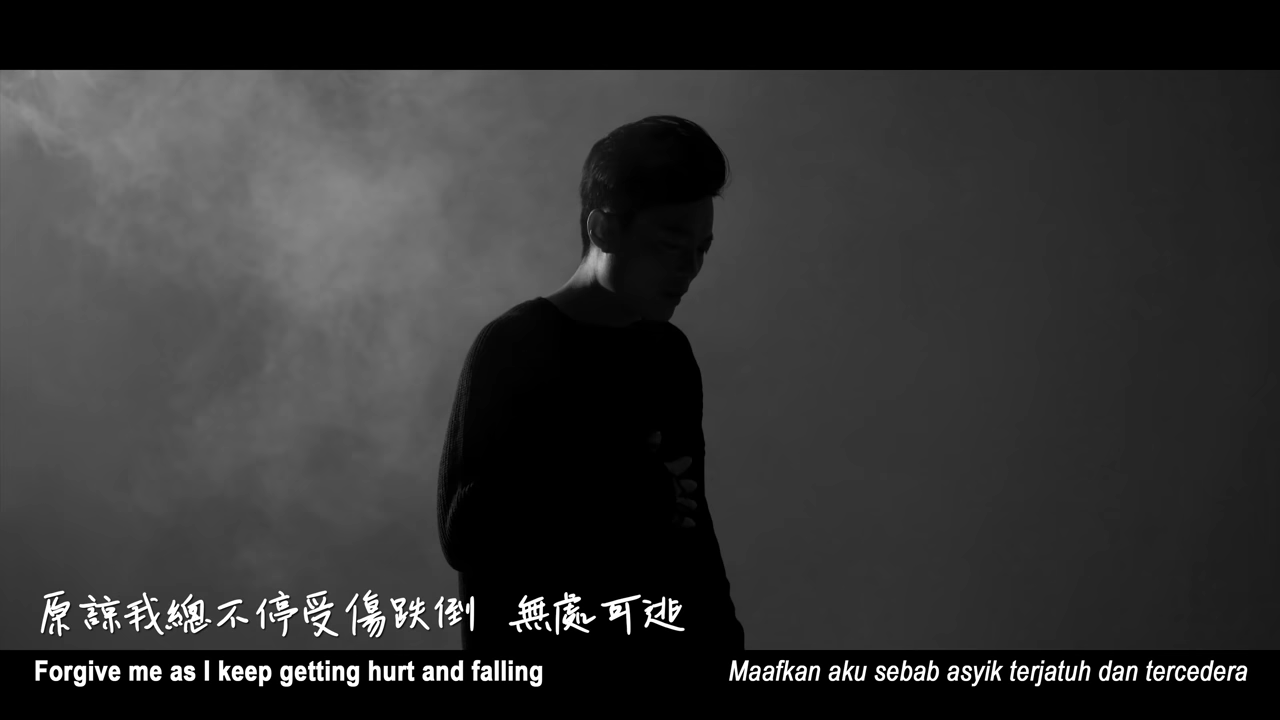 原諒我總不停受傷跌倒 無處可逃
Forgive me as I keep getting hurt and falling
Maafkan aku sebab asyik terjatuh dan tercedera